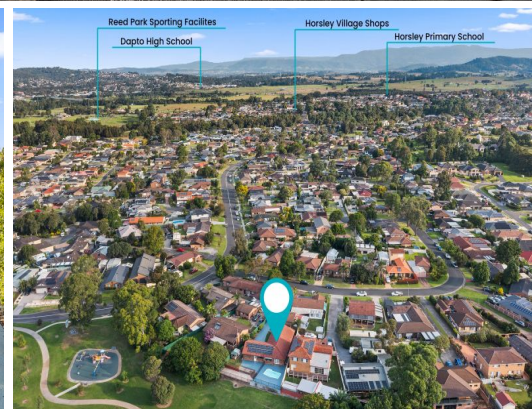 Reed Park Sporting Facilites
Horsley Village Shops
Dapto High School
Horsley Primary School